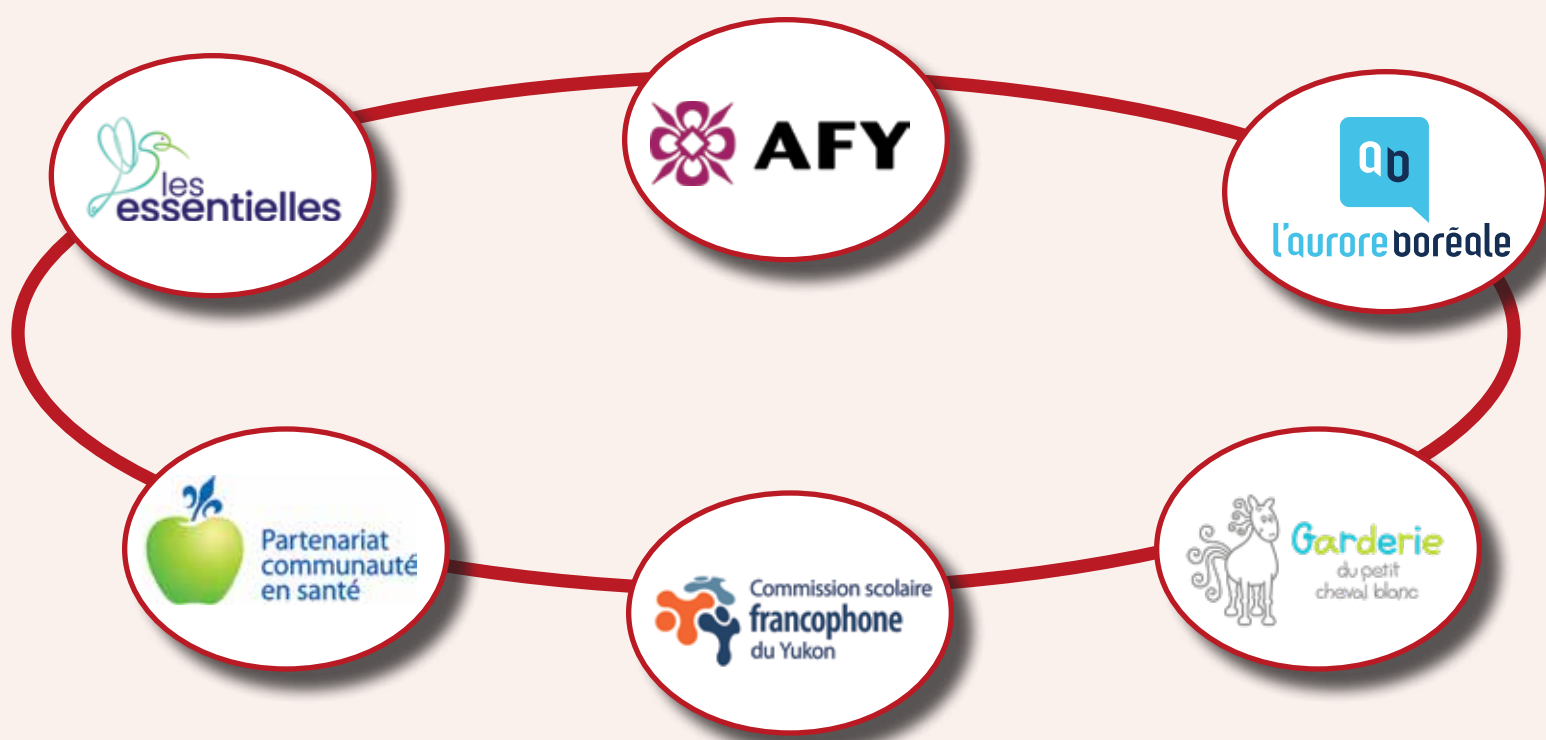 les
essentielles
AFY
ab
l'aurore boréale
Partenariat
communauté
en santé
Commission scolaire
francophone
du Yukon
Garderie
du petit
cheval blanc